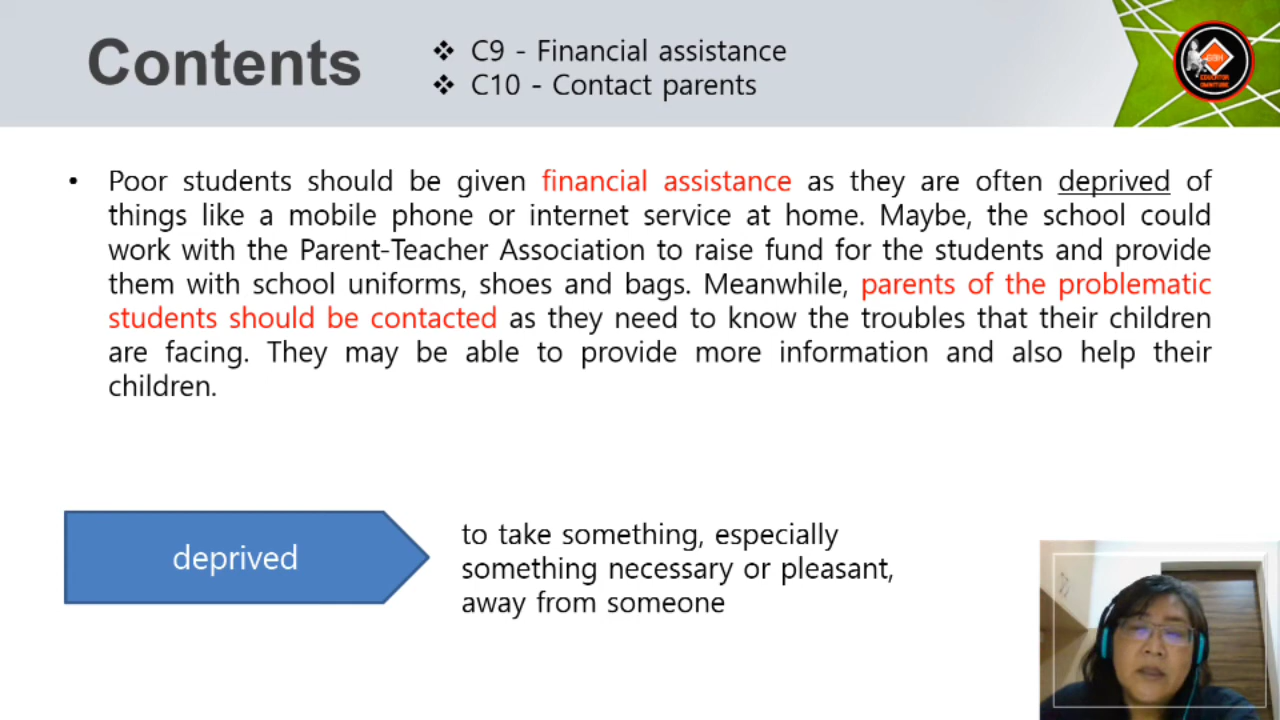 Contents
❖ C9 - Financial assistance
❖ C10 - Contact parents
• Poor students should be given financial assistance as they are often deprived of
things like a mobile phone or internet service at home. Maybe, the school could
work with the Parent-Teacher Association to raise fund for the students and provide
them with school uniforms, shoes and bags. Meanwhile, parents of the problematic
students should be contacted as they need to know the troubles that their children
are facing. They may be able to provide more information and also help their
children.
deprived
to take something, especially
something necessary or pleasant,
away from someone